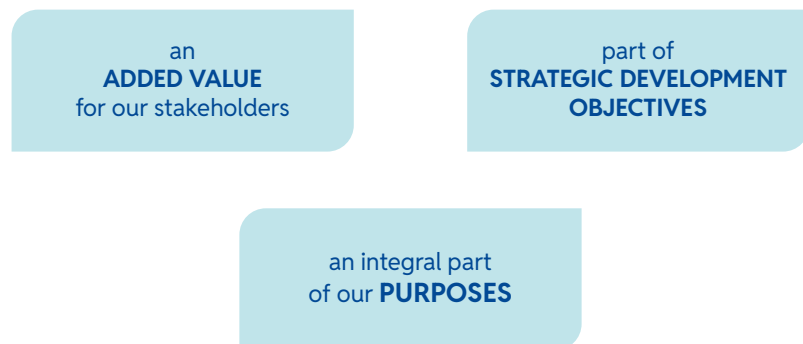 an
ADDED VALUE
for our stakeholders
part of
STRATEGIC DEVELOPMENT
OBJECTIVES
an integral part
of our PURPOSES